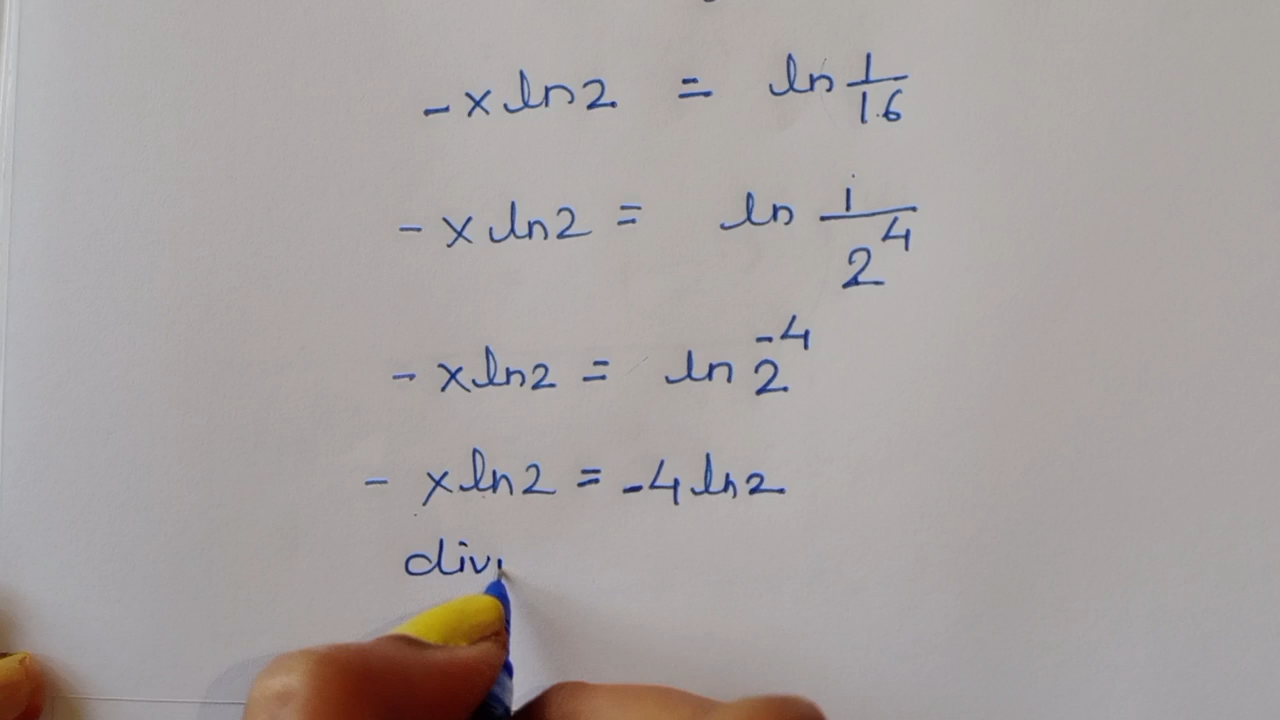 -x ln2 = ln 1/16
-x ln2 = ln 1/2^4
-x ln2 = ln 2^-4
-x ln2 = -4 ln2
div